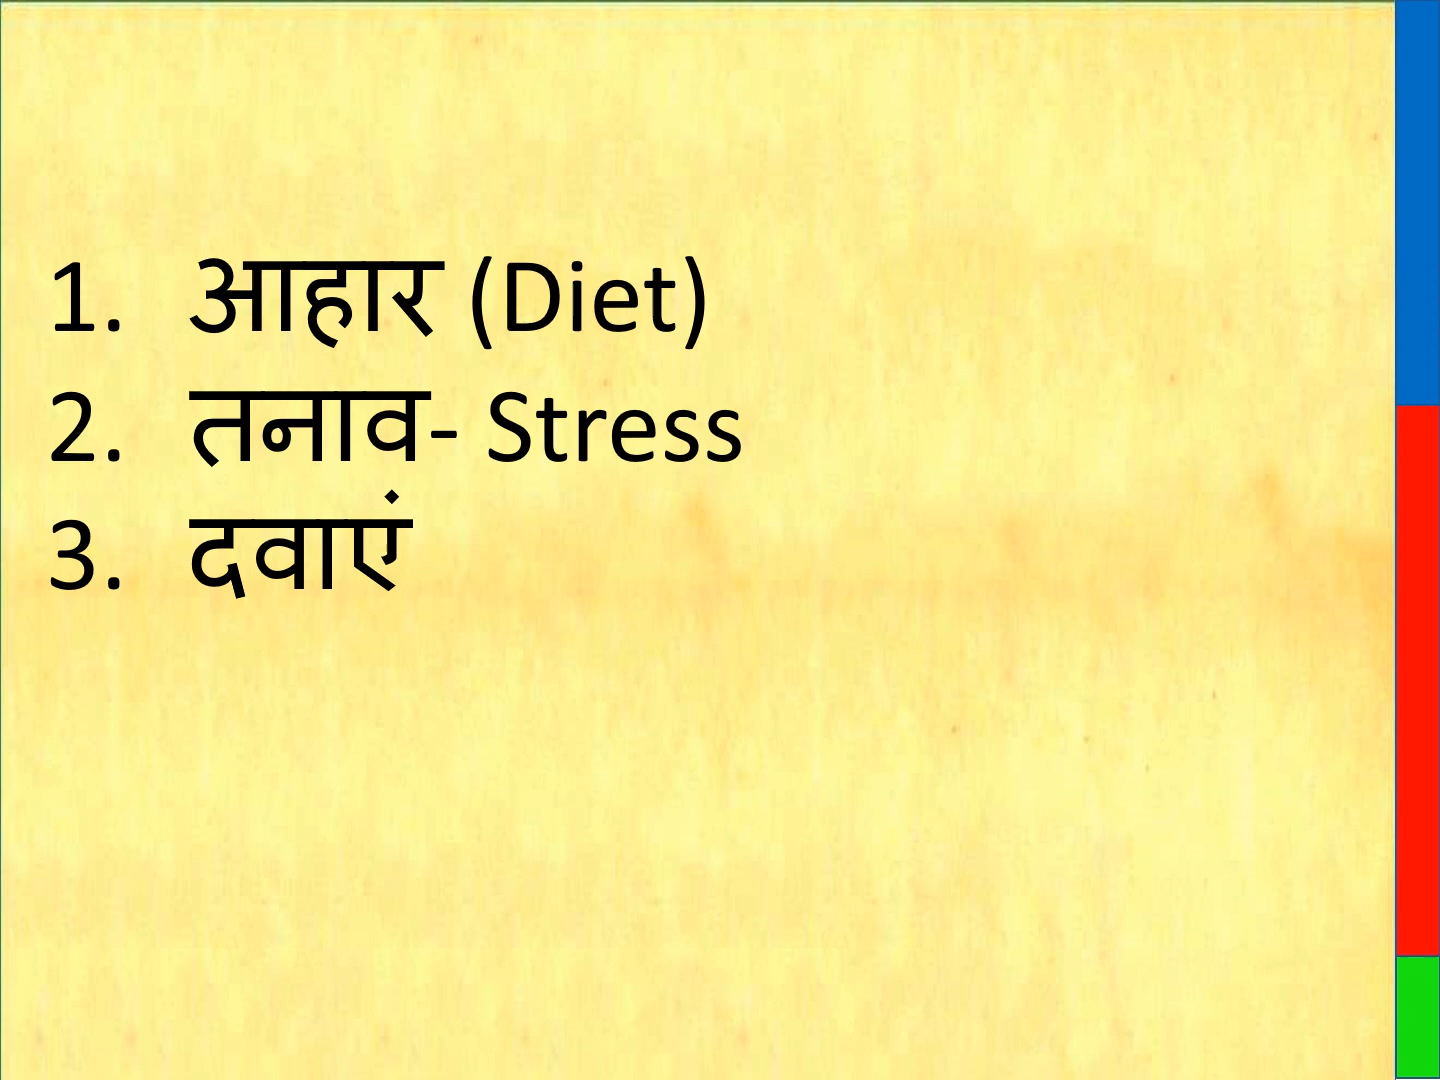 1. आहार (Diet)
2. तनाव- Stress
3. दवाएं